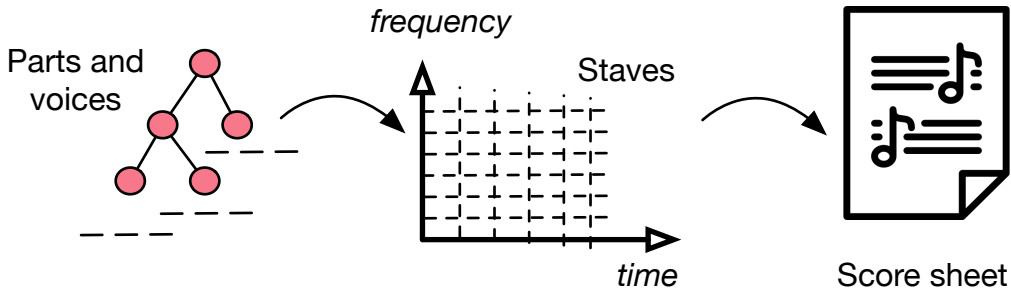 frequency
Parts and
voices
Staves
time
Score sheet